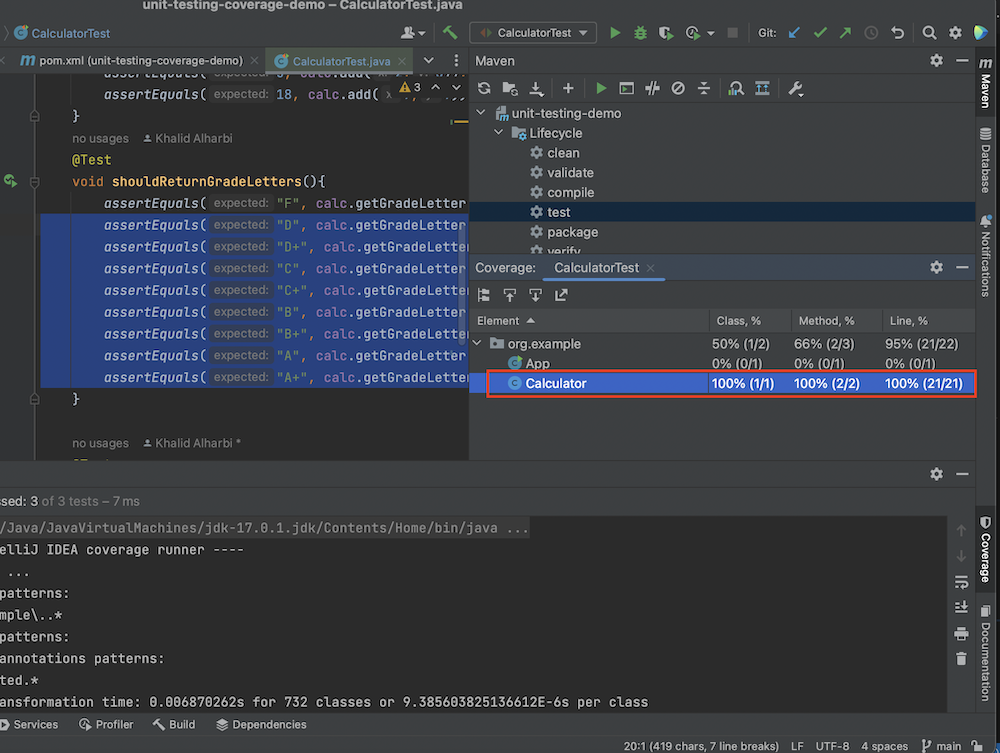 unit-testing-coverage-demo – CalculatorTest.java
CalculatorTest
CalculatorTest
Git:
pom.xml (unit-testing-coverage-demo)
CalculatorTest.java
Maven
assertEquals(
3
assertEquals( expected: 18, calc.add( x
}
no usages Khalid Alharbi
@Test
void shouldReturnGradeLetters(){
assertEquals( expected: "F", calc.getGradeLetter
assertEquals( expected: "D", calc.getGradeLetter
assertEquals( expected: "D+", calc.getGradeLetter
assertEquals( expected: "C", calc.getGradeLetter
assertEquals( expected: "C+", calc.getGradeLetter
assertEquals( expected: "B", calc.getGradeLetter
assertEquals( expected: "B+", calc.getGradeLetter
assertEquals( expected: "A", calc.getGradeLetter
assertEquals( expected: "A+", calc.getGradeLetter
}
no usages Khalid Alharbi *
unit-testing-demo
Lifecycle
clean
validate
compile
test
package
verify
Coverage: CalculatorTest
Element Class, % Method, % Line, %
org.example 50% (1/2) 66% (2/3) 95% (21/22)
App 0% (0/1) 0% (0/1) 0% (0/1)
Calculator 100% (1/1) 100% (2/2) 100% (21/21)
Maven
Database
Notifications
Coverage
Documentation
ssed: 3 of 3 tests – 7 ms
/Java/JavaVirtualMachines/jdk-17.0.1.jdk/Contents/Home/bin/java ...
elliJ IDEA coverage runner ----
...
patterns:
mple\..*
patterns:
annotations patterns:
ted.*
ansformation time: 0.006870262s for 732 classes or 9.385603825136612E-6s per class
Services Profiler Build Dependencies
20:1 (419 chars, 7 line breaks) LF UTF-8 4 spaces main